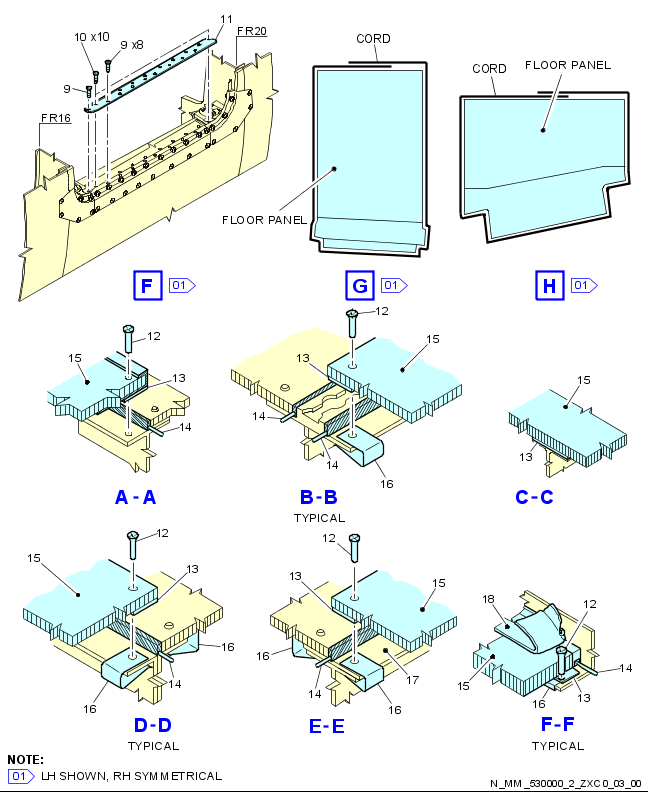 11
FR20
10 x10
9 x8
9
FR16
CORD
FLOOR PANEL
CORD
FLOOR PANEL
F 01
G 01
H 01
12
15
13
14
A-A
12
13
15
14
14
16
B-B
TYPICAL
15
13
C-C
12
15
13
16
14
16
D-D
TYPICAL
12
13
15
16
14
17
16
E-E
18
12
15
14
16
13
F-F
TYPICAL
NOTE:
01 LH SHOWN, RH SYMMETRICAL
N_MM_530000_2_ZXC0_03_00